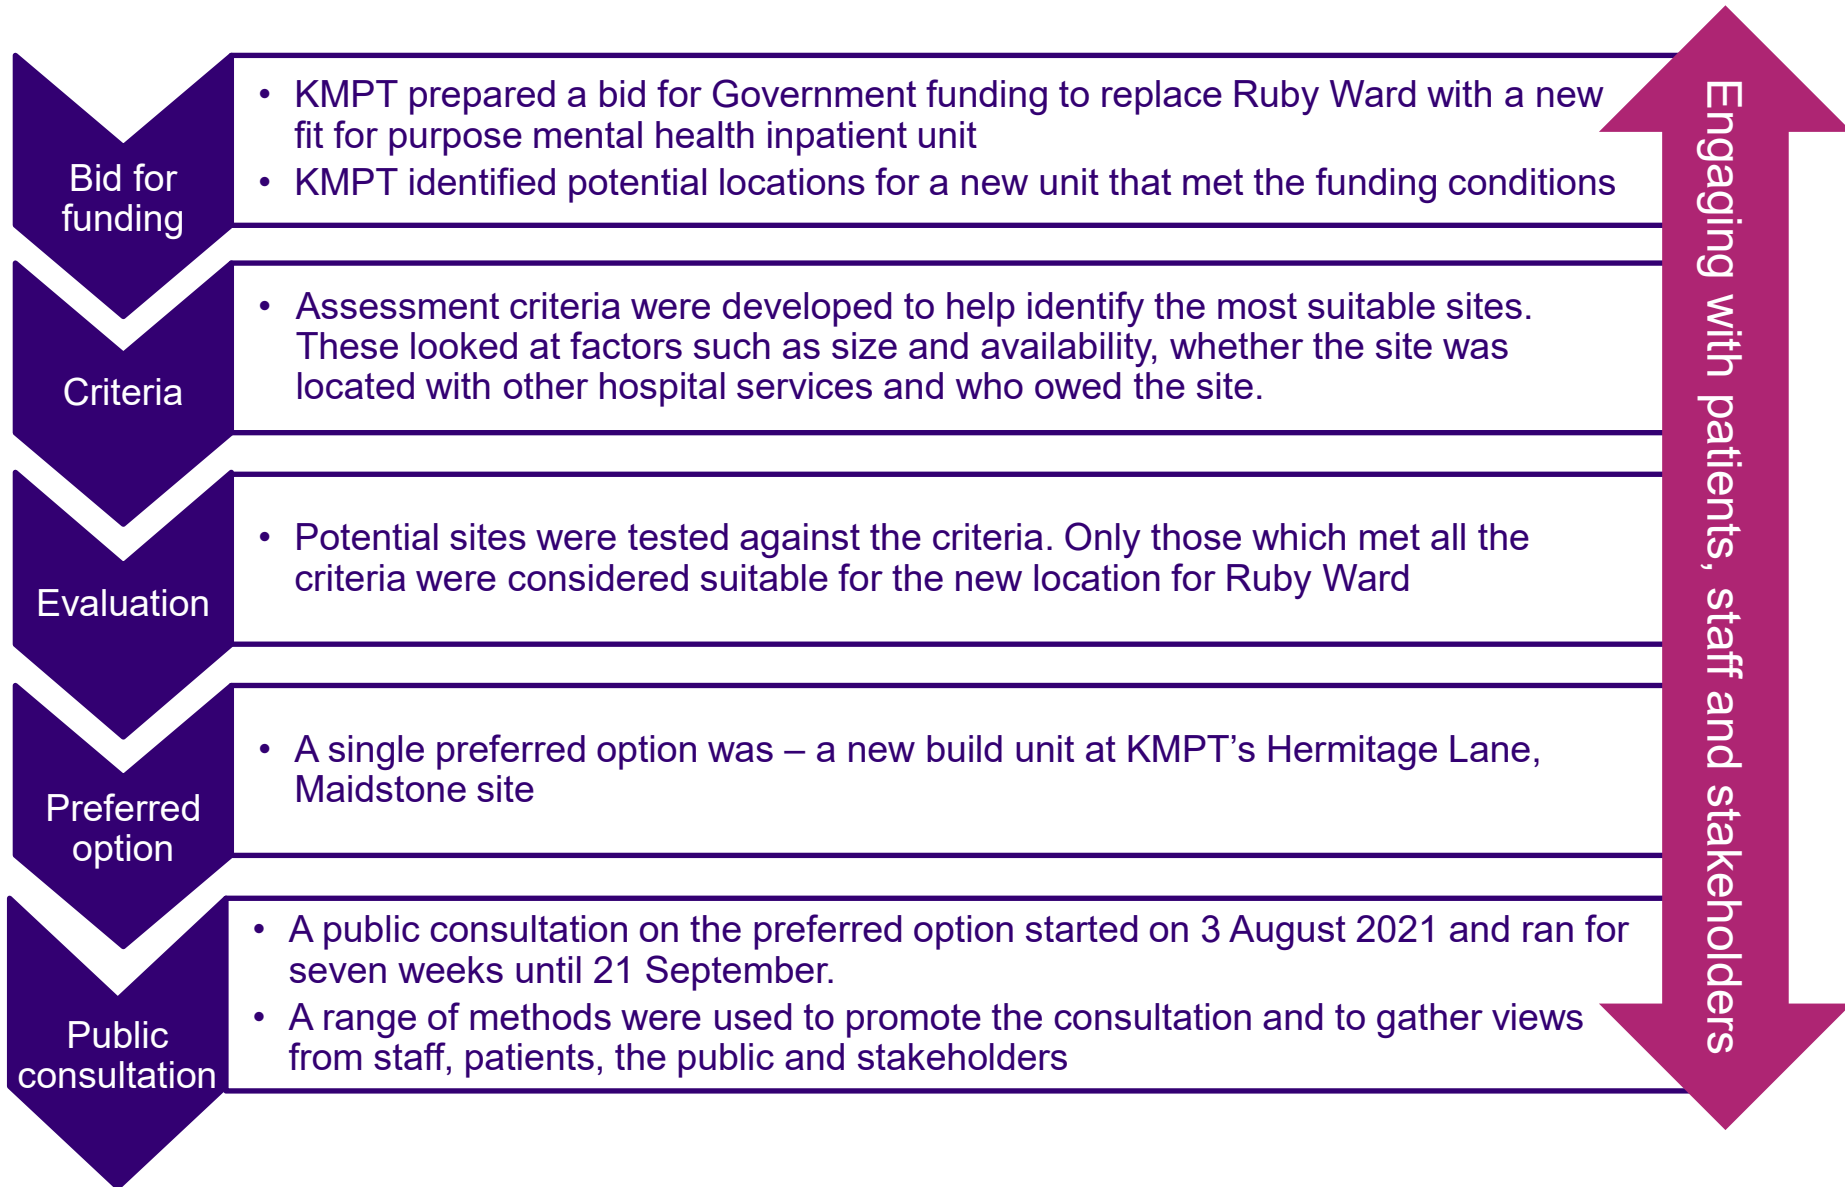 Bid for
funding
• KMPT prepared a bid for Government funding to replace Ruby Ward with a new
fit for purpose mental health inpatient unit
• KMPT identified potential locations for a new unit that met the funding conditions
Criteria
• Assessment criteria were developed to help identify the most suitable sites.
These looked at factors such as size and availability, whether the site was
located with other hospital services and who owed the site.
Evaluation
• Potential sites were tested against the criteria. Only those which met all the
criteria were considered suitable for the new location for Ruby Ward
Preferred
option
• A single preferred option was – a new build unit at KMPT’s Hermitage Lane,
Maidstone site
Public
consultation
• A public consultation on the preferred option started on 3 August 2021 and ran for
seven weeks until 21 September.
• A range of methods were used to promote the consultation and to gather views
from staff, patients, the public and stakeholders
Engaging with patients, staff and stakeholders